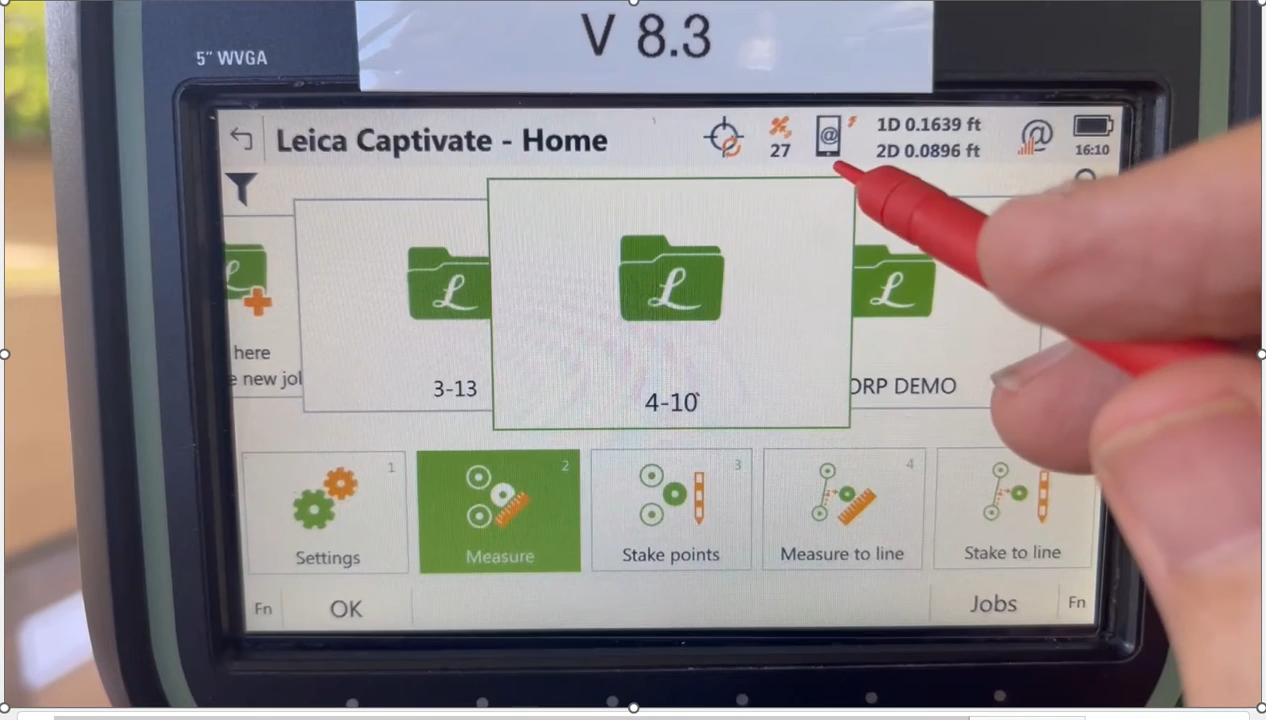 V 8.3
5" WVGA
Leica Captivate - Home
27
@
1D 0.1639 ft
2D 0.0896 ft
@
16:10
here
e new jol
3-13
4-10`
ORP DEMO
1
Settings
2
Measure
3
Stake points
4
Measure to line
Stake to line
Fn
OK
Jobs
Fn